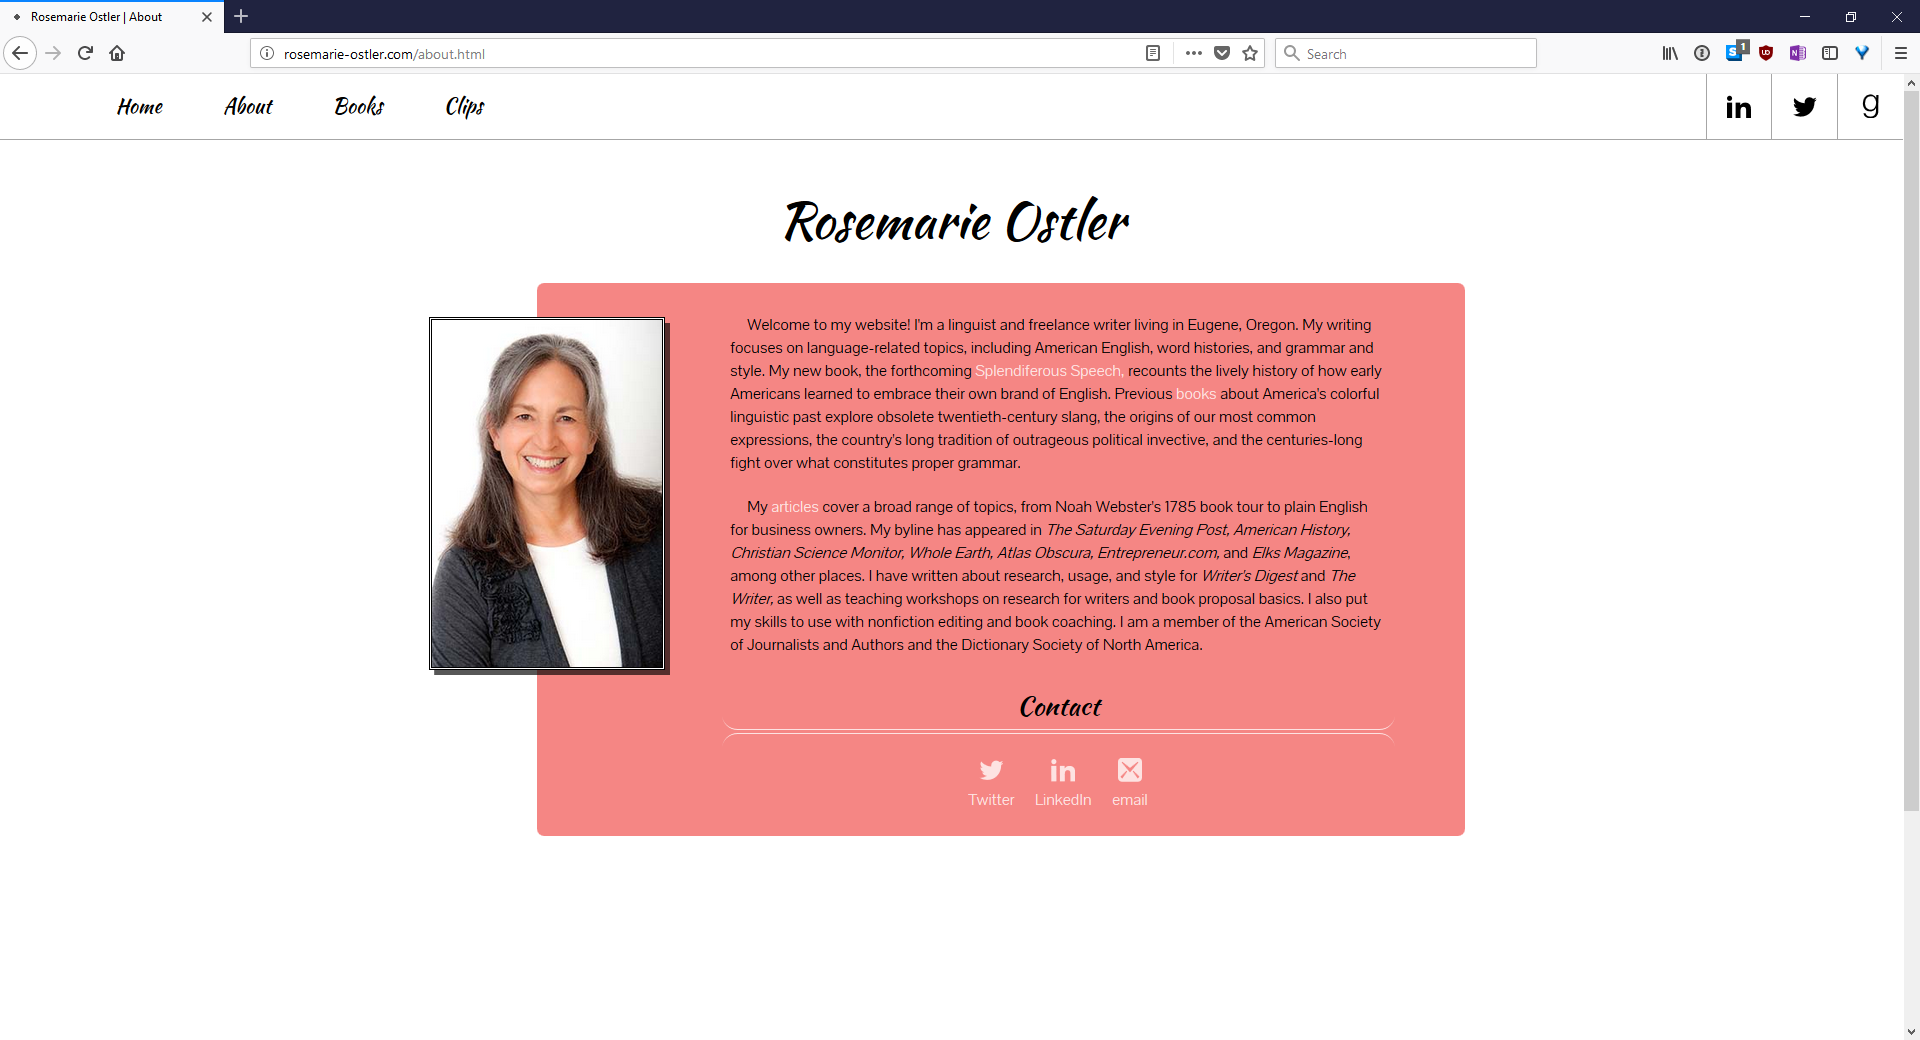 Rosemarie Ostler | About
rosemarie-ostler.com/about.html
Search
1
Home
About
Books
Clips
in
g
Rosemarie Ostler
Welcome to my website! I'm a linguist and freelance writer living in Eugene, Oregon. My writing
focuses on language-related topics, including American English, word histories, and grammar and
style. My new book, the forthcoming Splendiferous Speech, recounts the lively history of how early
Americans learned to embrace their own brand of English. Previous books about America's colorful
linguistic past explore obsolete twentieth-century slang, the origins of our most common
expressions, the country's long tradition of outrageous political invective, and the centuries-long
fight over what constitutes proper grammar.
My articles cover a broad range of topics, from Noah Webster's 1785 book tour to plain English
for business owners. My byline has appeared in The Saturday Evening Post, American History,
Christian Science Monitor, Whole Earth, Atlas Obscura, Entrepreneur.com, and Elks Magazine,
among other places. I have written about research, usage, and style for Writer's Digest and The
Writer, as well as teaching workshops on research for writers and book proposal basics. I also put
my skills to use with nonfiction editing and book coaching. I am a member of the American Society
of Journalists and Authors and the Dictionary Society of North America.
Contact
in
Twitter
LinkedIn
email